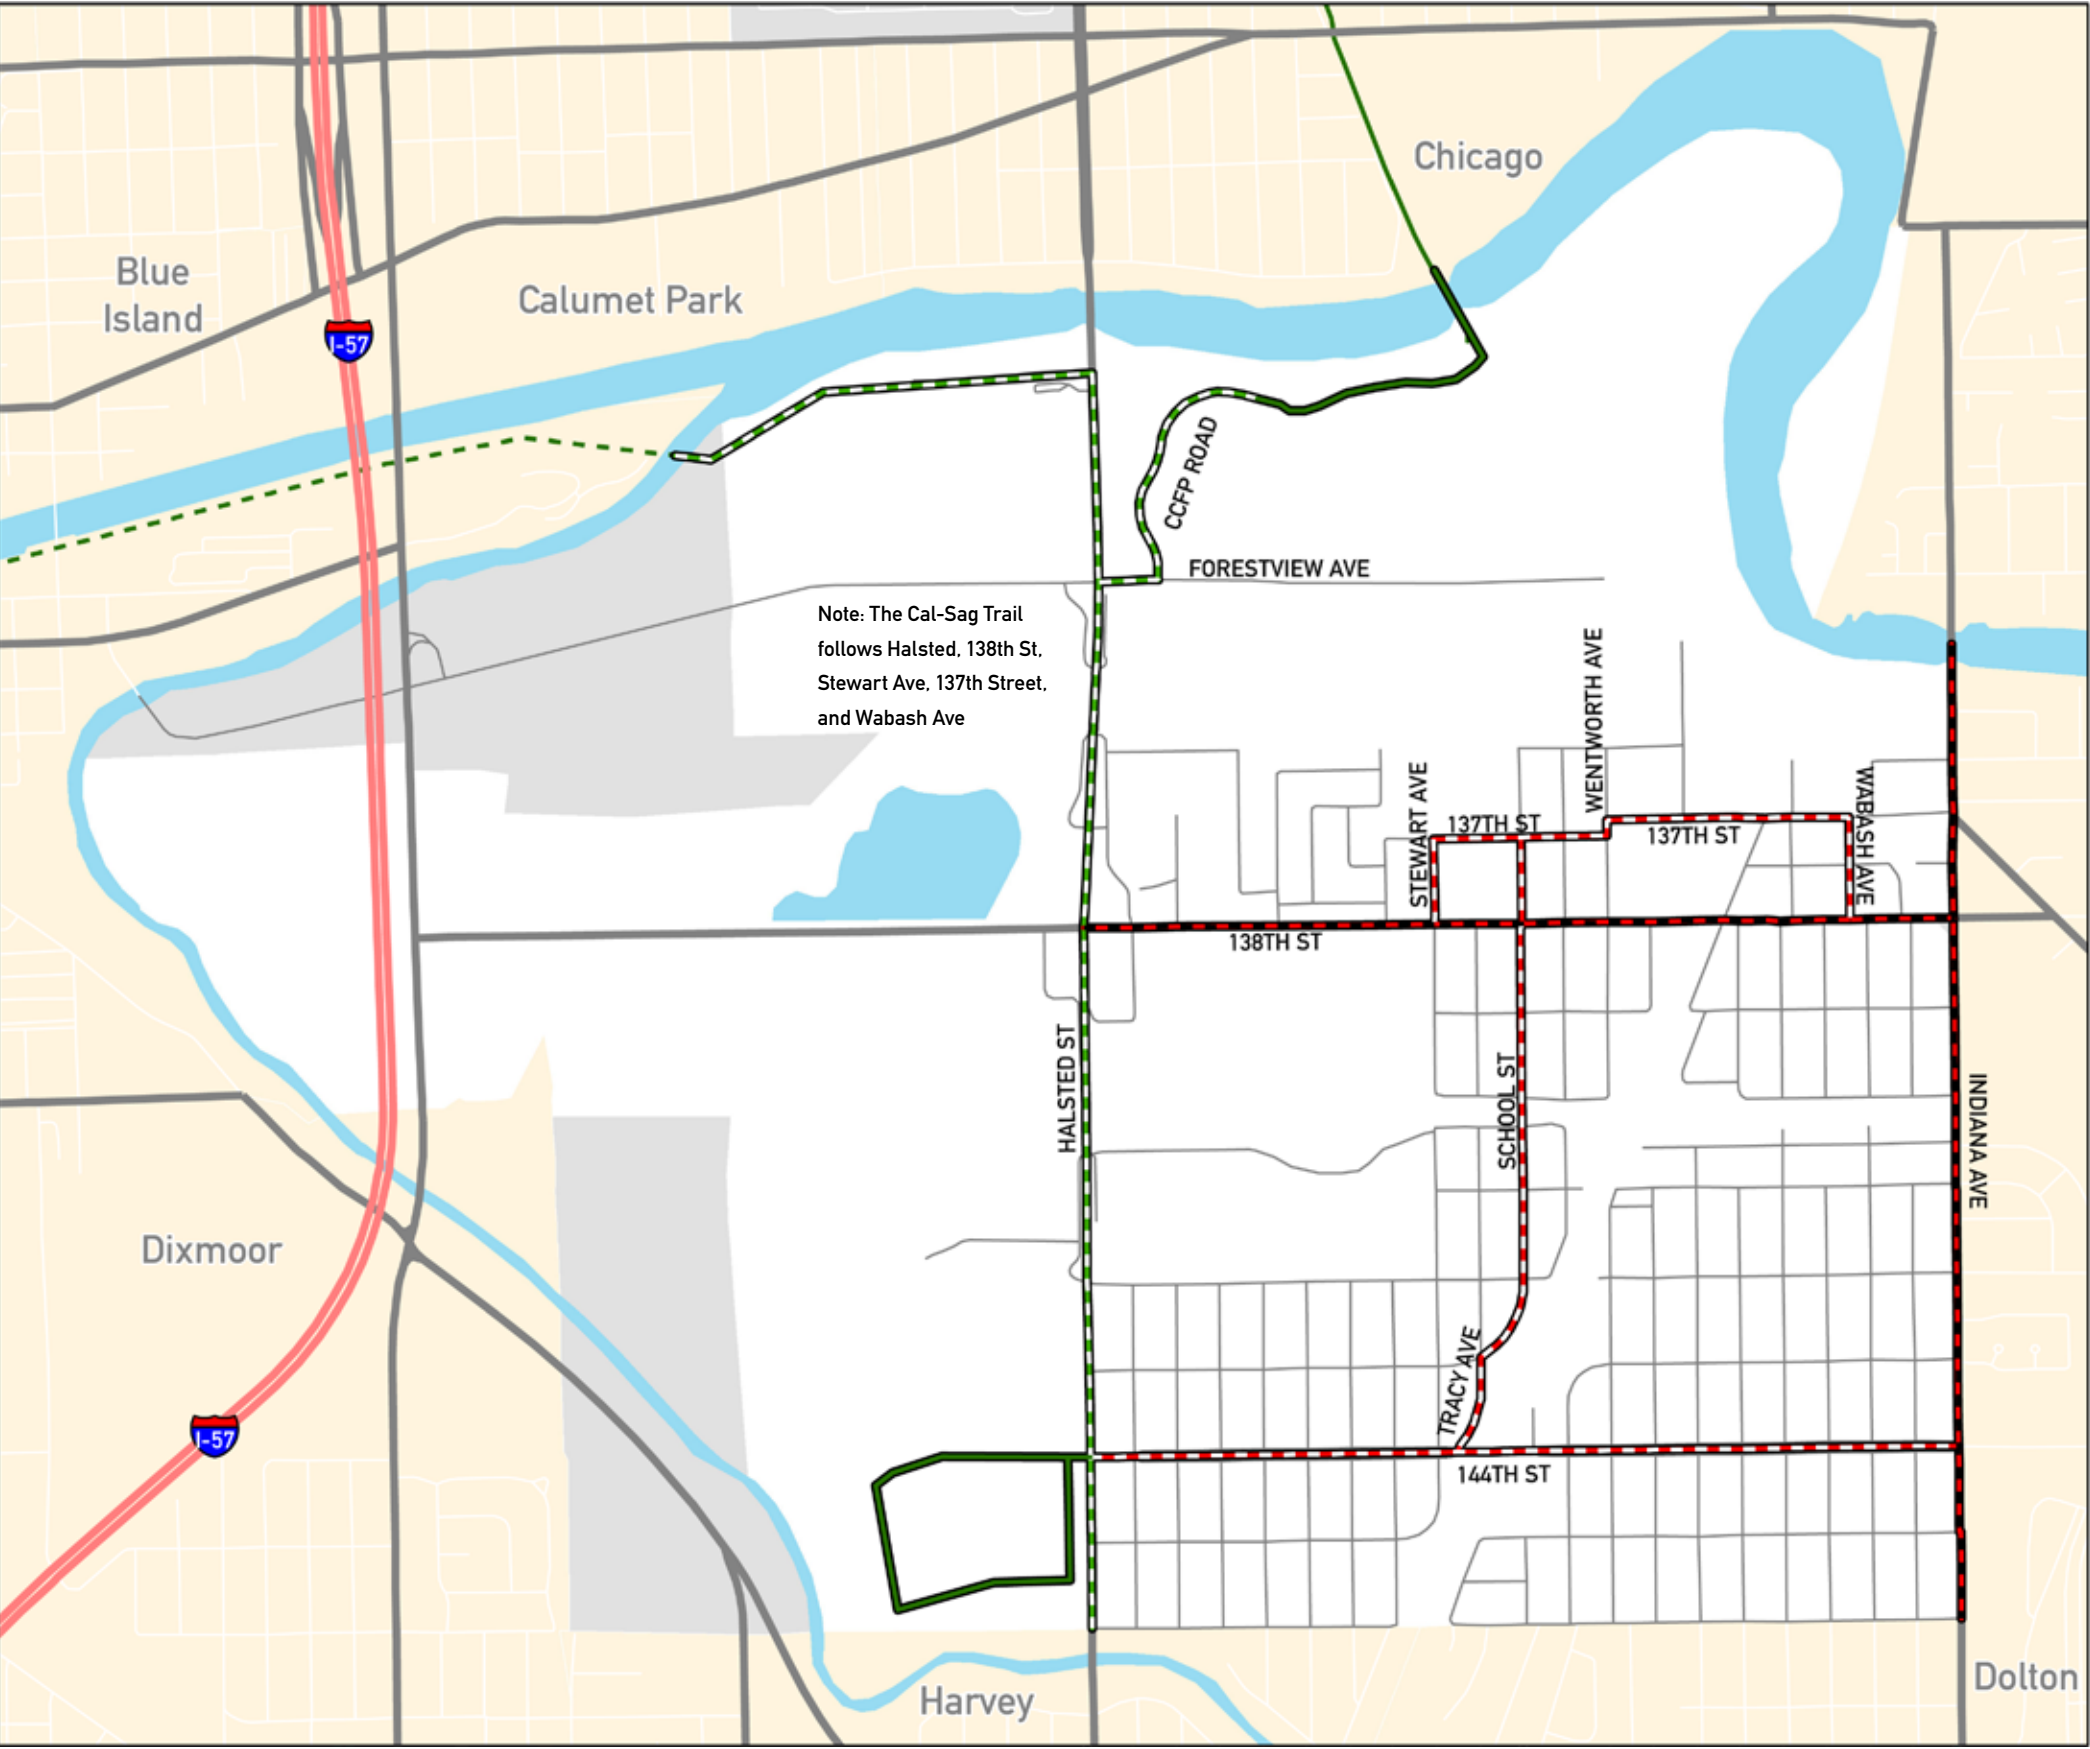 Chicago
Blue
Island
Calumet Park
I-57
CCFP ROAD
FORESTVIEW AVE
Note: The Cal-Sag Trail
follows Halsted, 138th St,
Stewart Ave, 137th Street,
and Wabash Ave
WENTWORTH AVE
STEWART AVE
137TH ST
137TH ST
WABASH AVE
138TH ST
HALSTED ST
SCHOOL ST
INDIANA AVE
Dixmoor
TRACY AVE
I-57
144TH ST
Dolton
Harvey